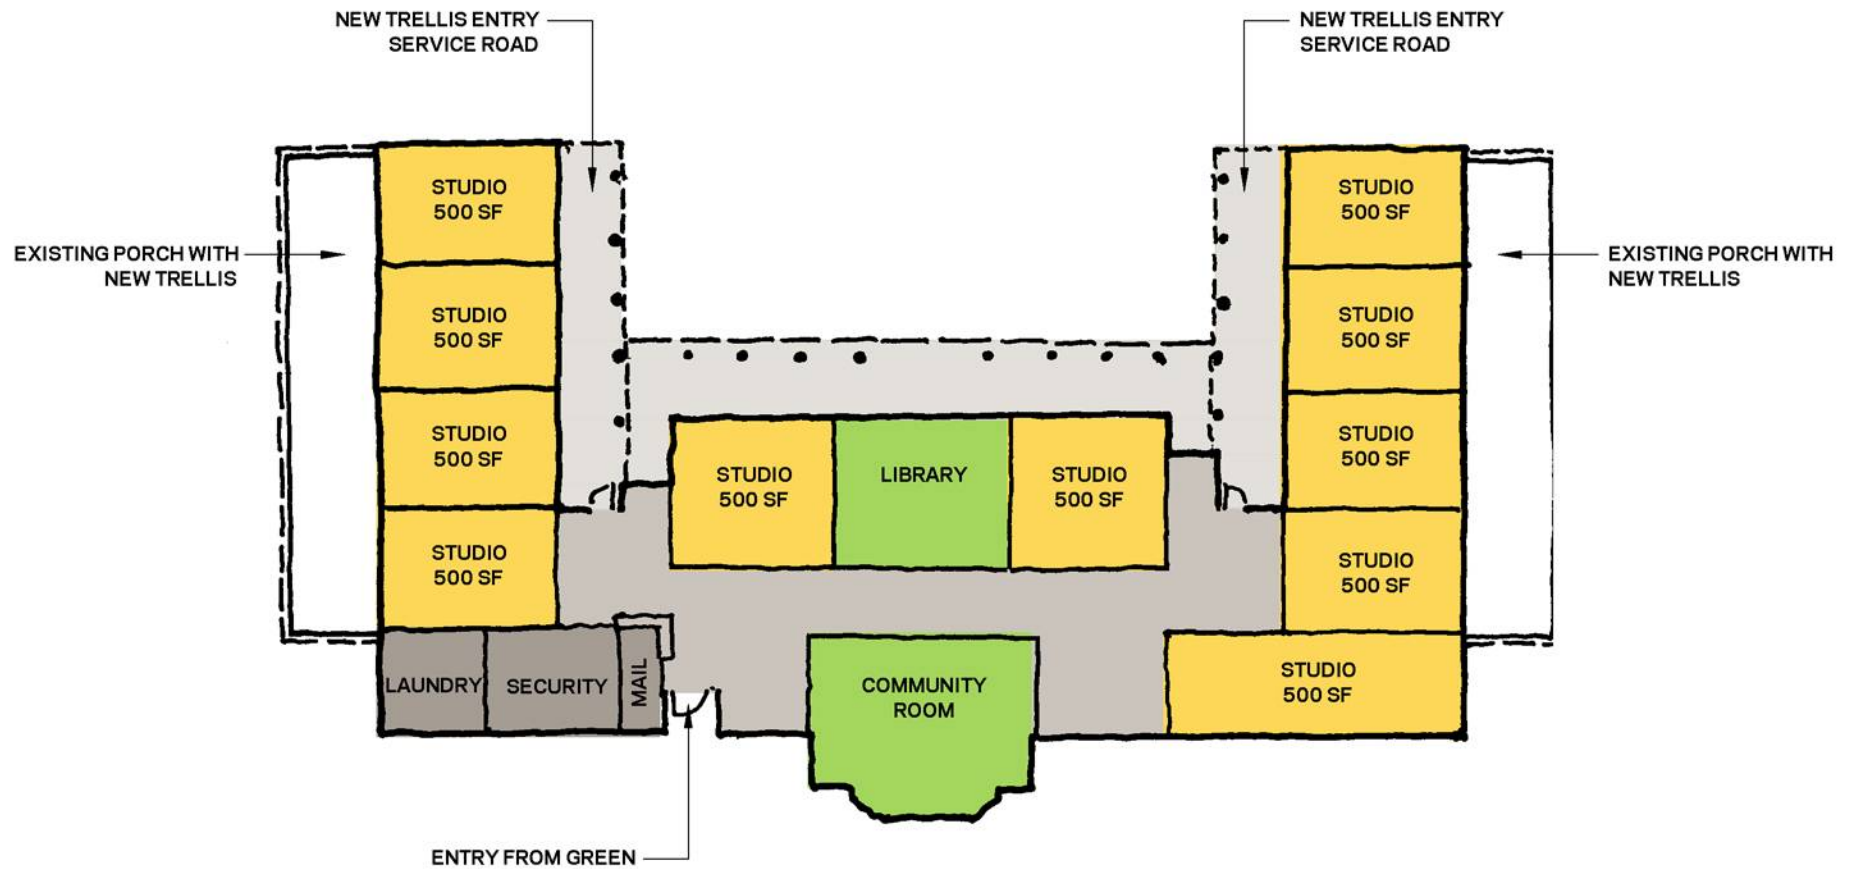 NEW TRELLIS ENTRY
SERVICE ROAD
NEW TRELLIS ENTRY
SERVICE ROAD
STUDIO
500 SF
STUDIO
500 SF
EXISTING PORCH WITH
NEW TRELLIS
EXISTING PORCH WITH
NEW TRELLIS
STUDIO
500 SF
STUDIO
500 SF
STUDIO
500 SF
STUDIO
500 SF
STUDIO
500 SF
LIBRARY
STUDIO
500 SF
STUDIO
500 SF
STUDIO
500 SF
LAUNDRY
SECURITY
MAIL
COMMUNITY
ROOM
STUDIO
500 SF
ENTRY FROM GREEN